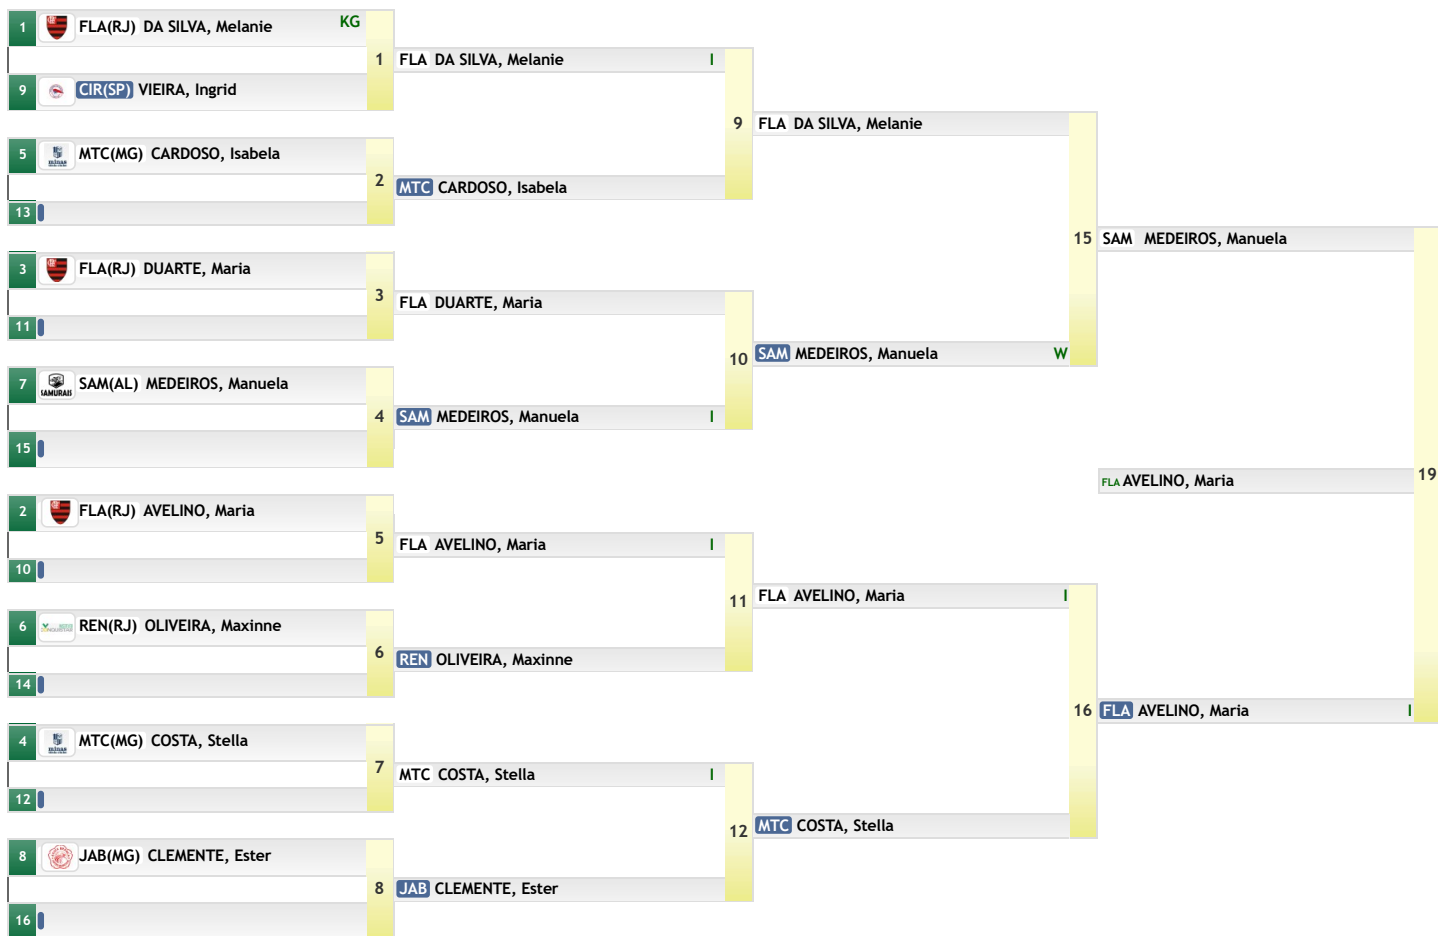 1 FLA(RJ) DA SILVA, Melanie KG
9 CIR(SP) VIEIRA, Ingrid
1
5 MTC(MG) CARDOSO, Isabela
13
2
3 FLA(RJ) DUARTE, Maria
11
3
7 SAMURAIS SAM(AL) MEDEIROS, Manuela
15
4
2 FLA(RJ) AVELINO, Maria
10
5
6 REN(RJ) OLIVEIRA, Maxinne
14
6
4 MTC(MG) COSTA, Stella
12
7
8 JAB(MG) CLEMENTE, Ester
16
8
FLA DA SILVA, Melanie I
MTC CARDOSO, Isabela
9
FLA DUARTE, Maria
SAM MEDEIROS, Manuela I
10
FLA AVELINO, Maria I
REN OLIVEIRA, Maxinne
11
MTC COSTA, Stella I
JAB CLEMENTE, Ester
12
FLA DA SILVA, Melanie
SAM MEDEIROS, Manuela W
15
FLA AVELINO, Maria I
MTC COSTA, Stella
16
SAM MEDEIROS, Manuela
FLA AVELINO, Maria
19
FLA AVELINO, Maria I